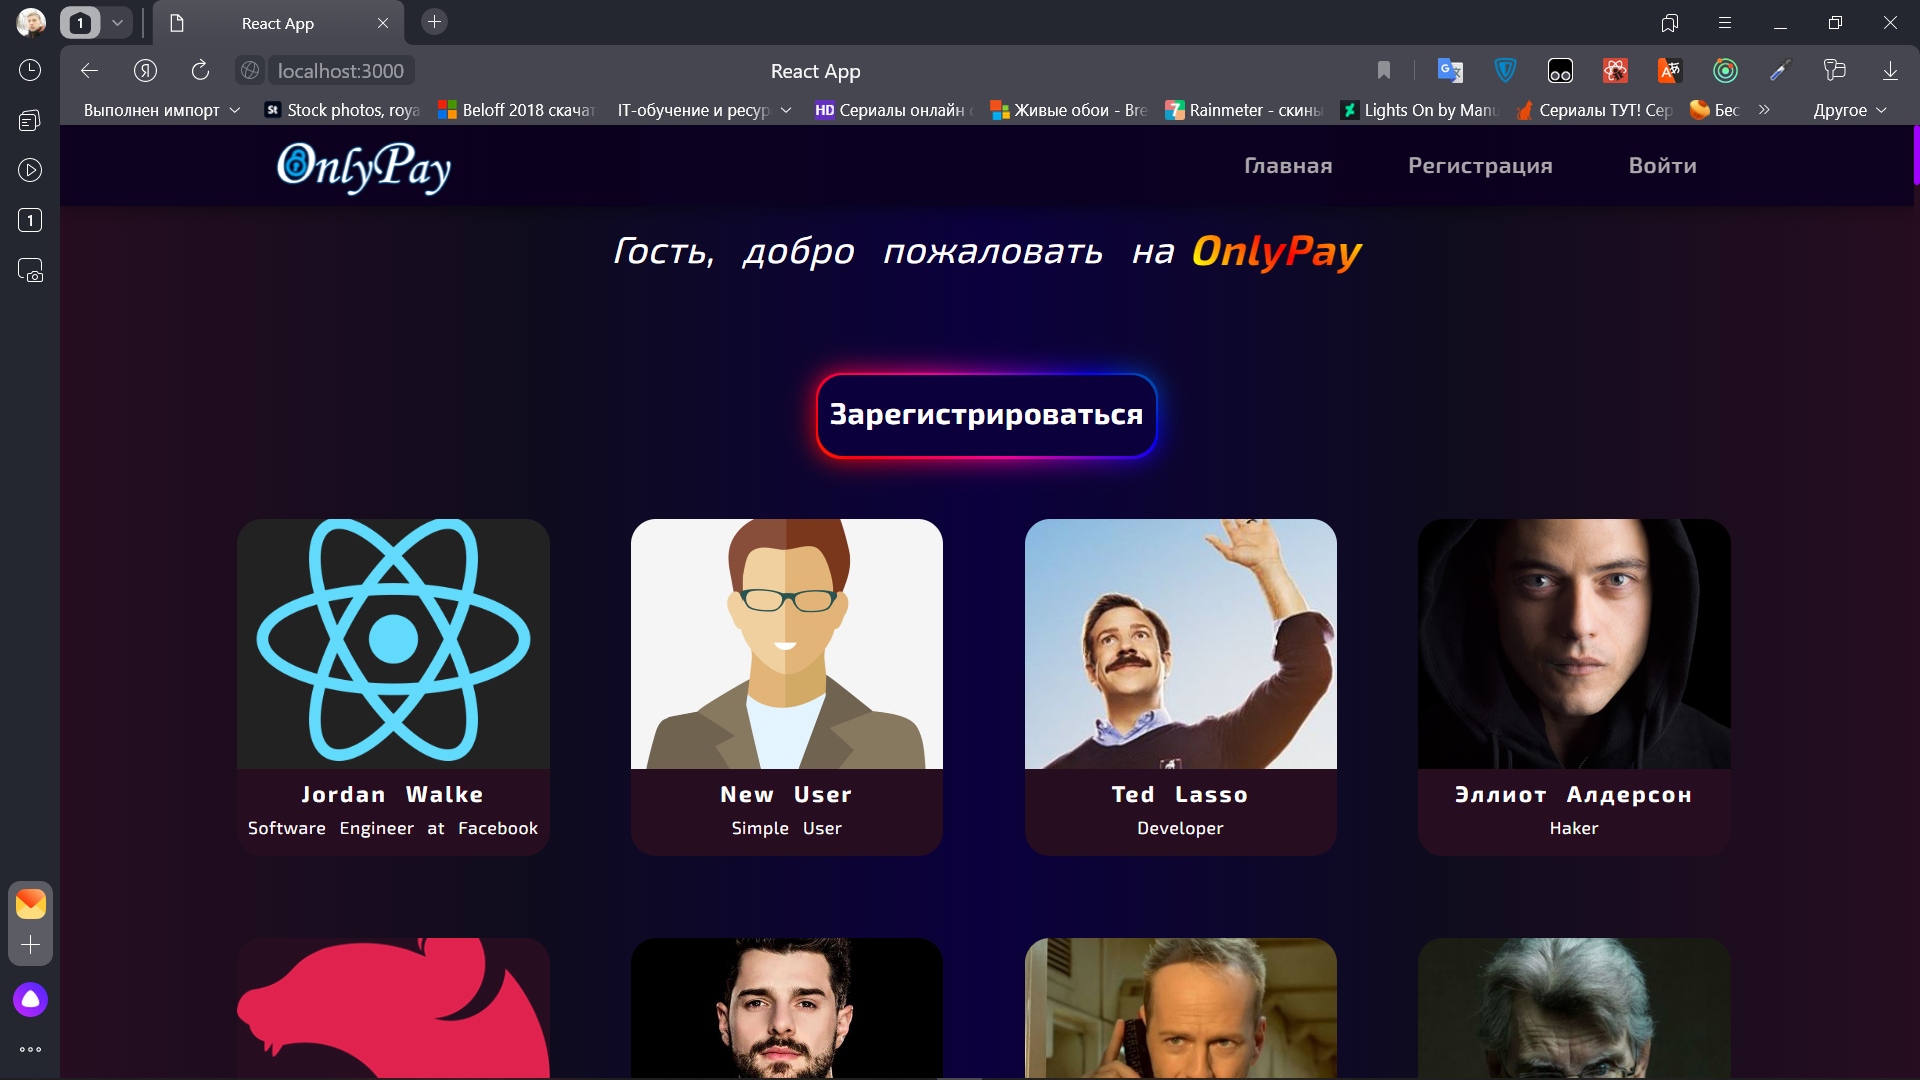 1
React App
localhost:3000
React App
Выполнен импорт
Stock photos, roya
Beloff 2018 скачат
IT-обучение и ресур
HD
Сериалы онлайн
Живые обои - Bre
7
Rainmeter - скины
Lights On by Manu
Сериалы ТУТ! Сер
Бес
Другое
1
OnlyPay
Главная
Регистрация
Войти
Гость, добро пожаловать на OnlyPay
Зарегистрироваться
Jordan Walke
Software Engineer at Facebook
New User
Simple User
Ted Lasso
Developer
Эллиот Алдерсон
Haker